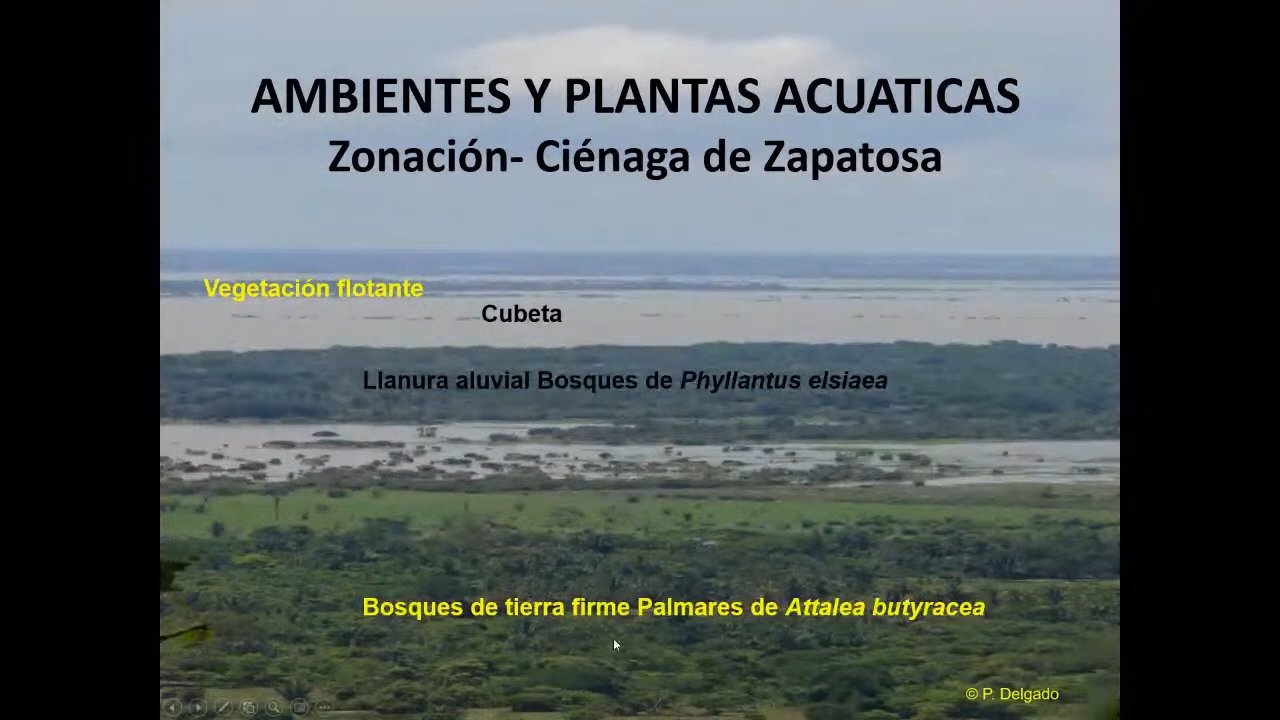 AMBIENTES Y PLANTAS ACUATICAS
Zonación- Ciénaga de Zapatosa
Vegetación flotante
Cubeta
Llanura aluvial Bosques de Phyllantus elsiaea
Bosques de tierra firme Palmares de Attalea butyracea
© P. Delgado